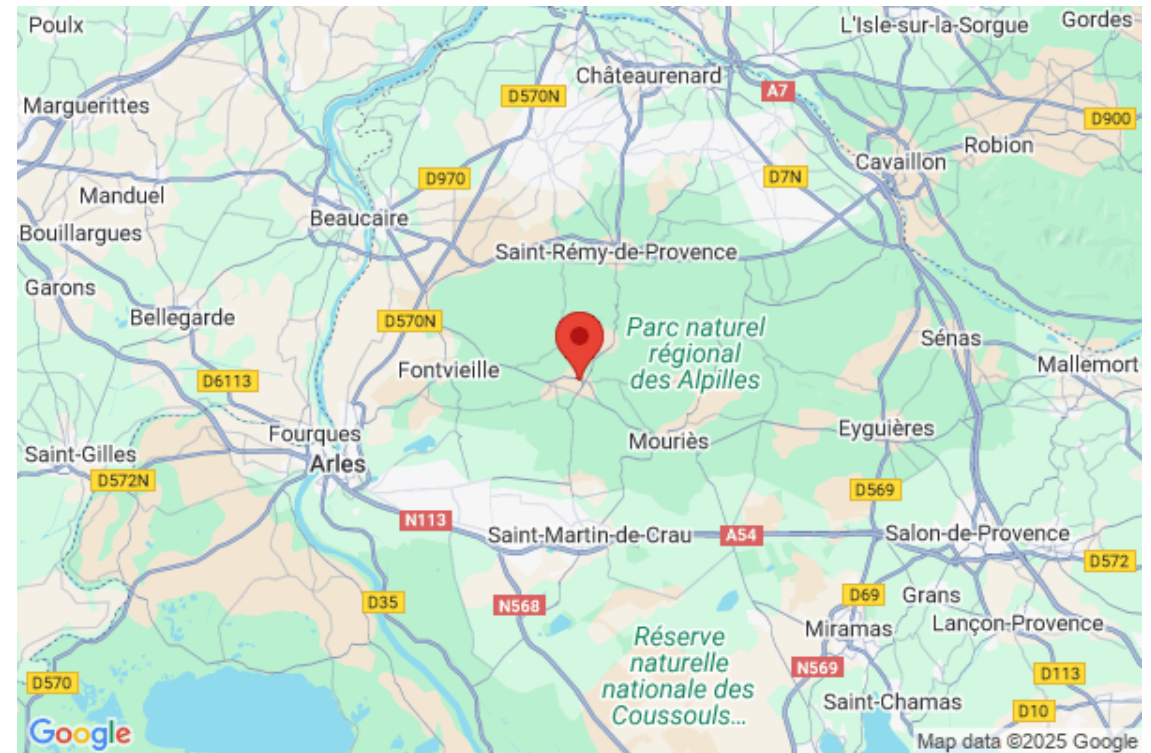 Poulx
L'Isle-sur-la-Sorgue
Gordes
Châteaurenard
A7
D570N
Marguerittes
D900
Robion
Cavaillon
D970
D7N
Manduel
Beaucaire
Bouillargues
Saint-Rémy-de-Provence
Garons
Bellegarde
D570N
Parc naturel
régional
des Alpilles
Sénas
Fontvieille
Mallemort
D6113
Fourques
Eyguières
Mouriès
Saint-Gilles
Arles
D572N
D569
N113
Saint-Martin-de-Crau
A54
Salon-de-Provence
D572
D35
N568
D69
Grans
Réserve
naturelle
nationale des
Coussouls...
Miramas
Lançon-Provence
N569
D570
D113
Saint-Chamas
D10
Google
Map data ©2025 Google